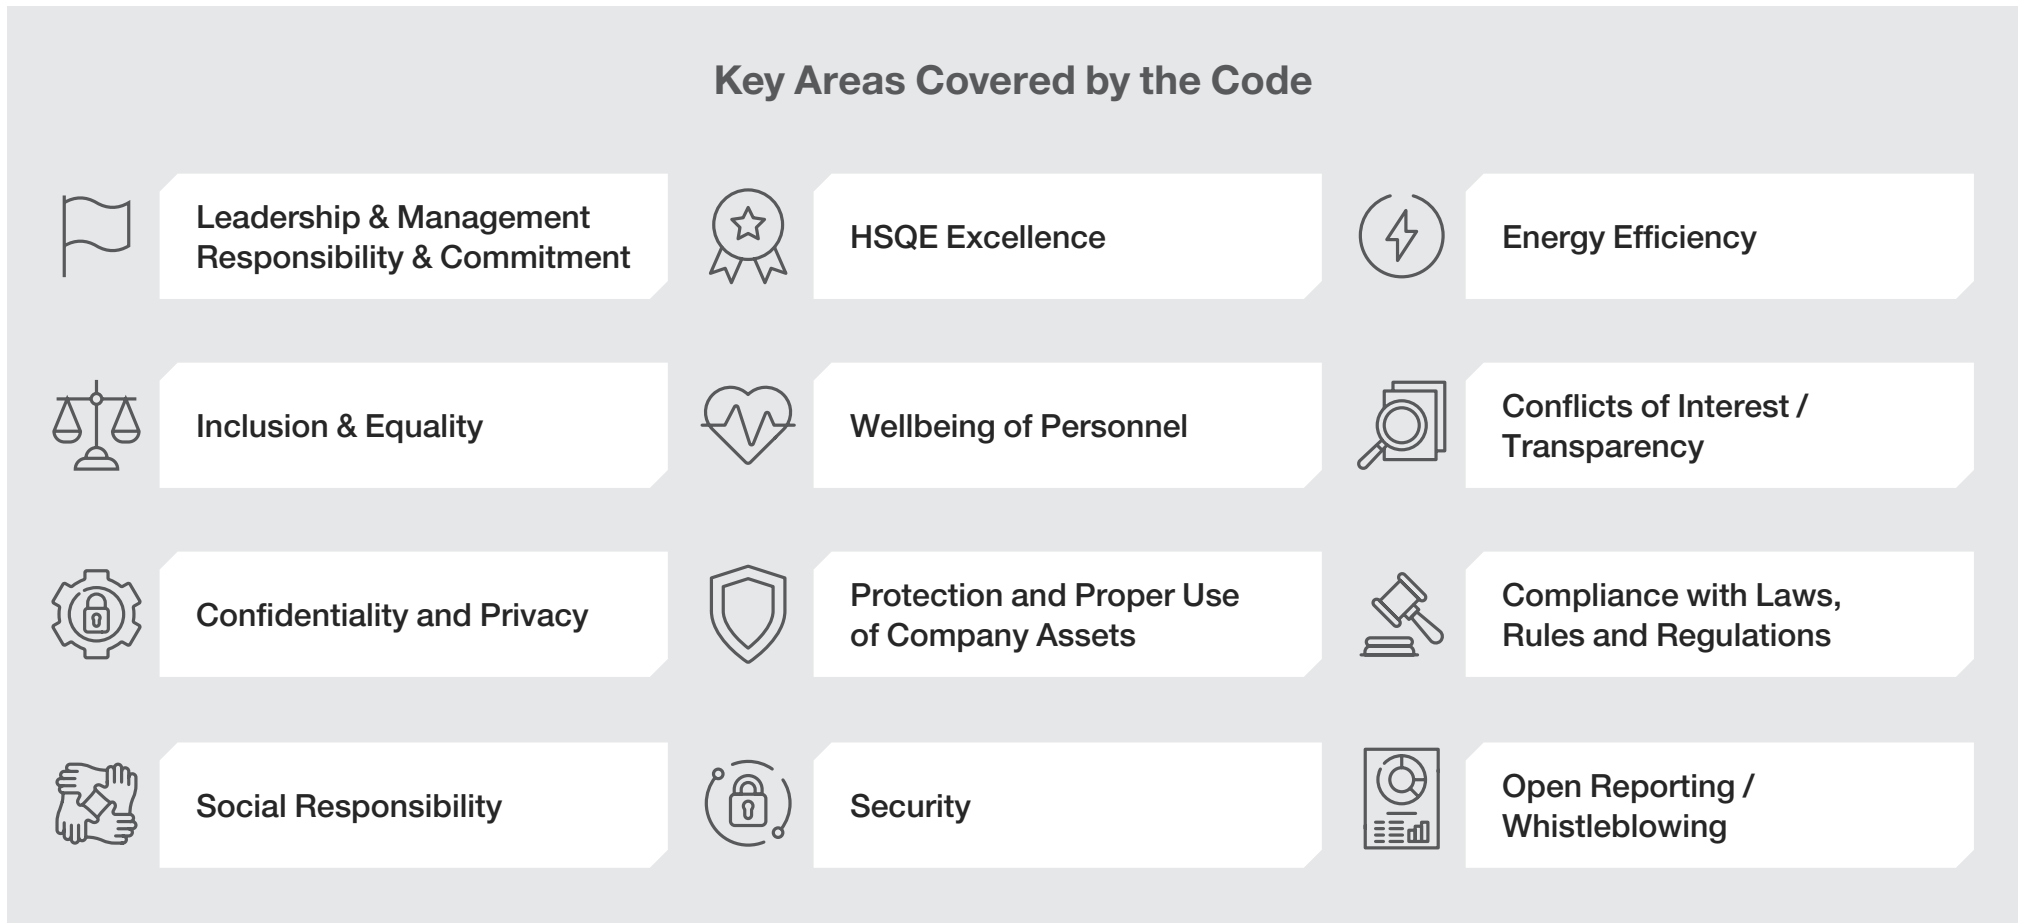 Key Areas Covered by the Code
Leadership & Management
Responsibility & Commitment
HSQE Excellence
Energy Efficiency
Inclusion & Equality
Wellbeing of Personnel
Conflicts of Interest /
Transparency
Confidentiality and Privacy
Protection and Proper Use
of Company Assets
Compliance with Laws,
Rules and Regulations
Social Responsibility
Security
Open Reporting /
Whistleblowing